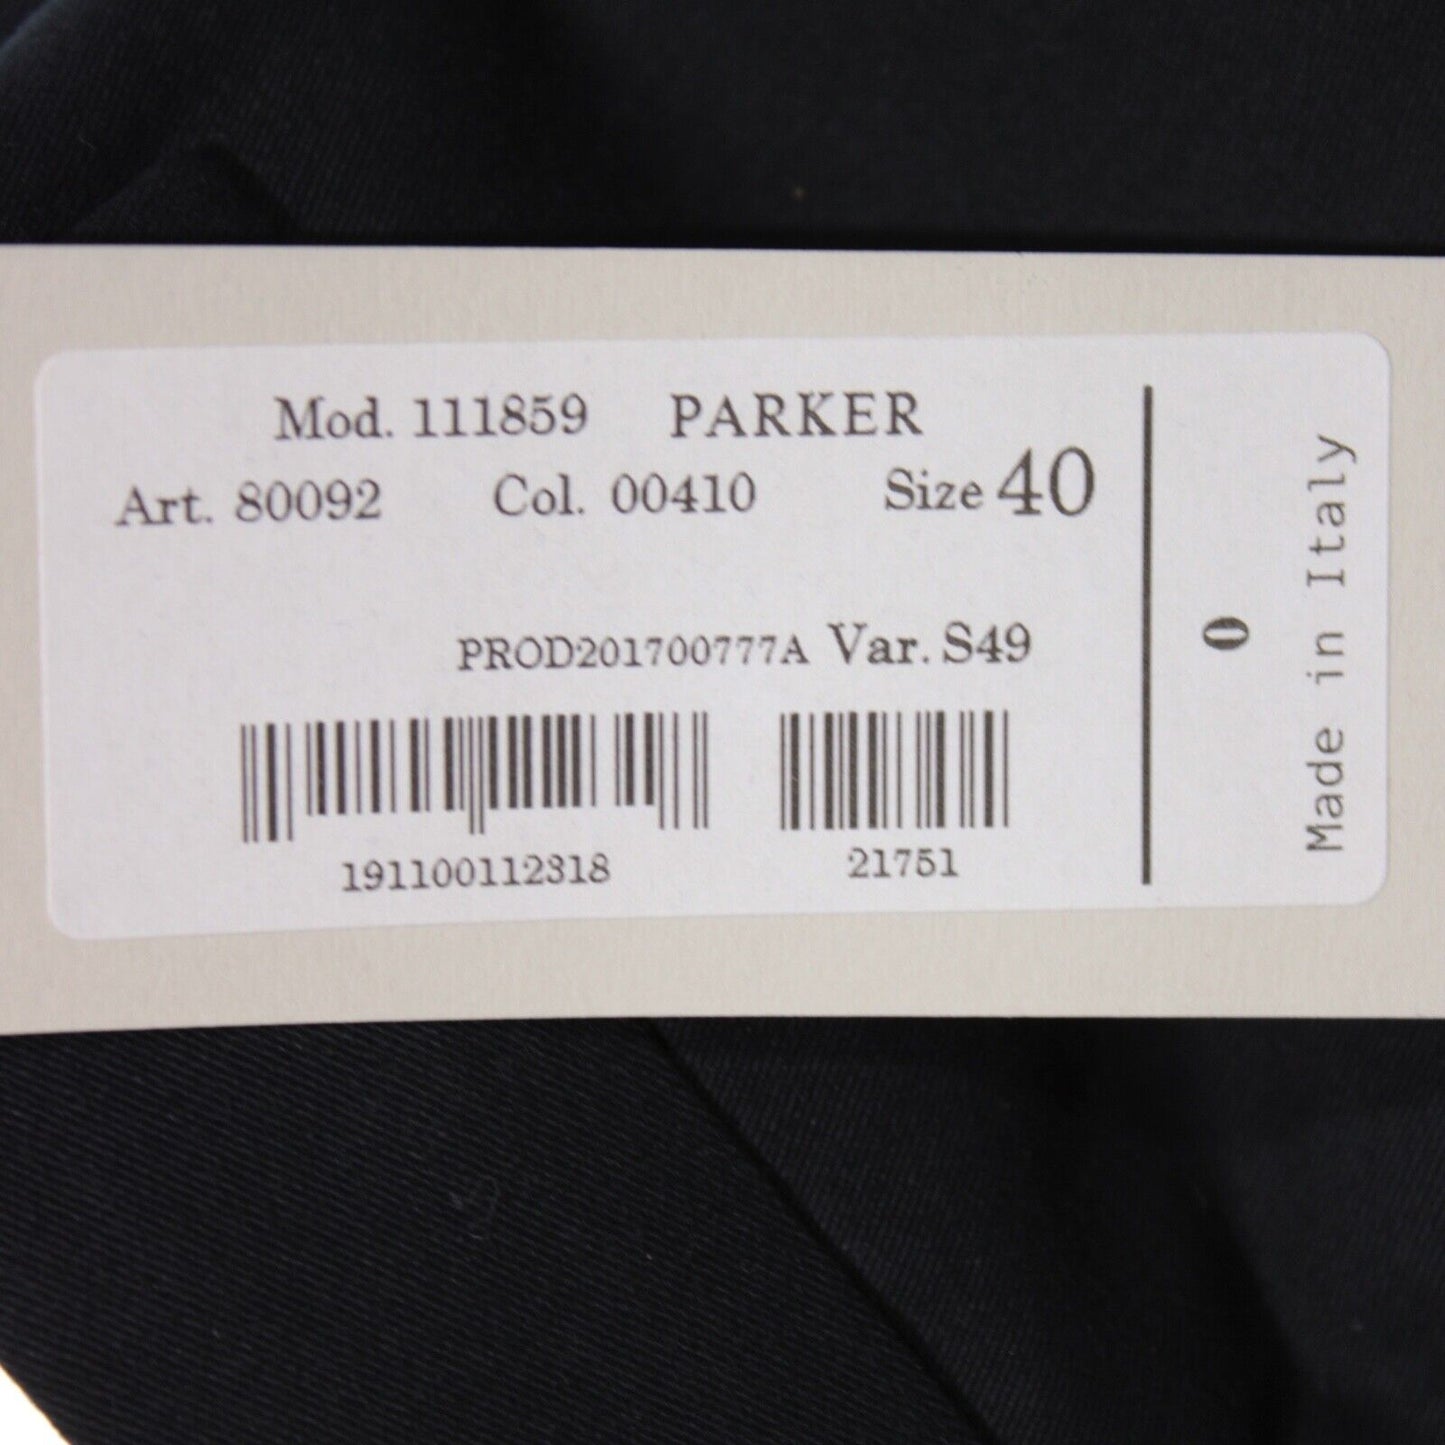 Mod. 111859 PARKER
Art. 80092 Col. 00410 Size 40
PROD201700777A Var. S49
191100112318 21751
0
Made in Italy